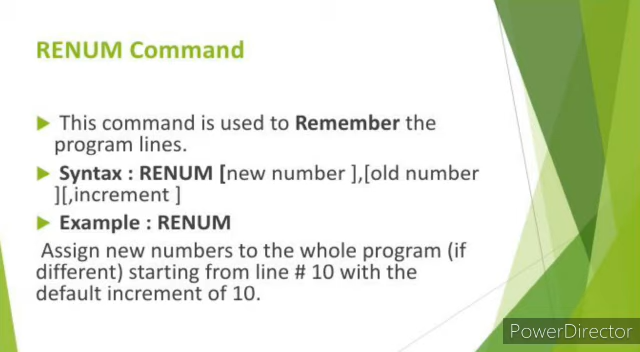 RENUM Command
▶ This command is used to Remember the
program lines.
▶ Syntax : RENUM [new number ],[old number
][,increment ]
▶ Example : RENUM
Assign new numbers to the whole program (if
different) starting from line # 10 with the
default increment of 10.
PowerDirector